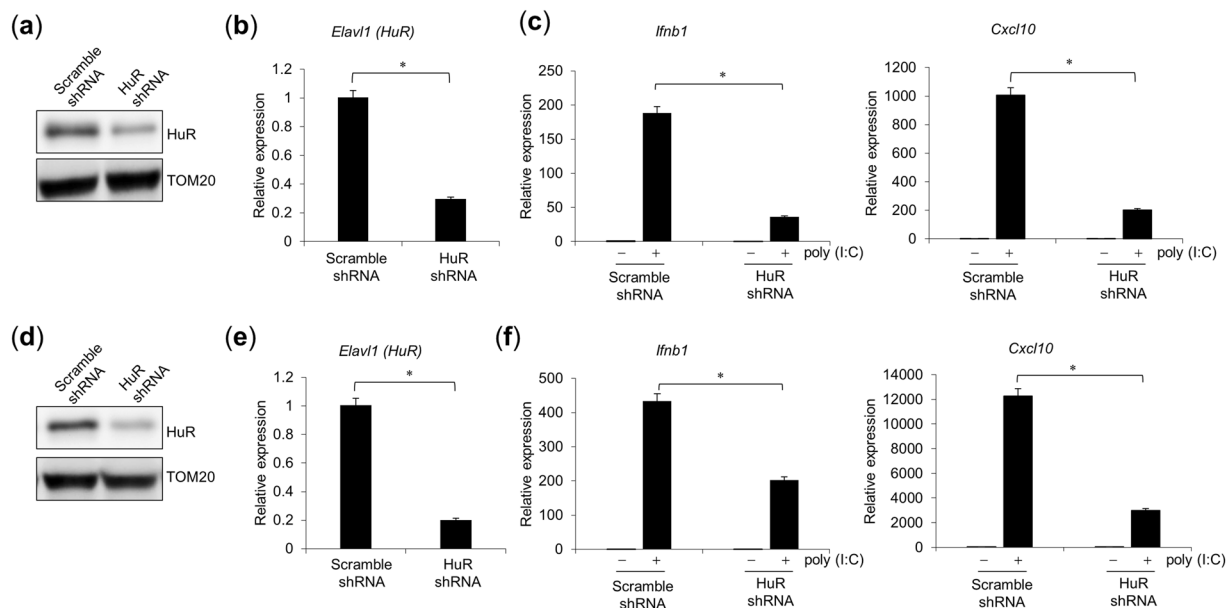 (a)
Scramble
shRNA
HuR
shRNA
HuR
TOM20
(b)
Elavl1 (HuR)
*
Relative expression
1.2
1
0.8
0.6
0.4
0.2
0
Scramble
shRNA
HuR
shRNA
(c)
Ifnb1
*
Relative expression
250
200
150
100
50
0
− + − + poly (I:C)
Scramble
shRNA
HuR
shRNA
Cxcl10
*
Relative expression
1200
1000
800
600
400
200
0
− + − + poly (I:C)
Scramble
shRNA
HuR
shRNA
(d)
Scramble
shRNA
HuR
shRNA
HuR
TOM20
(e)
Elavl1 (HuR)
*
Relative expression
1.2
1
0.8
0.6
0.4
0.2
0
Scramble
shRNA
HuR
shRNA
(f)
Ifnb1
*
Relative expression
500
400
300
200
100
0
− + − + poly (I:C)
Scramble
shRNA
HuR
shRNA
Cxcl10
*
Relative expression
14000
12000
10000
8000
6000
4000
2000
0
− + − + poly (I:C)
Scramble
shRNA
HuR
shRNA